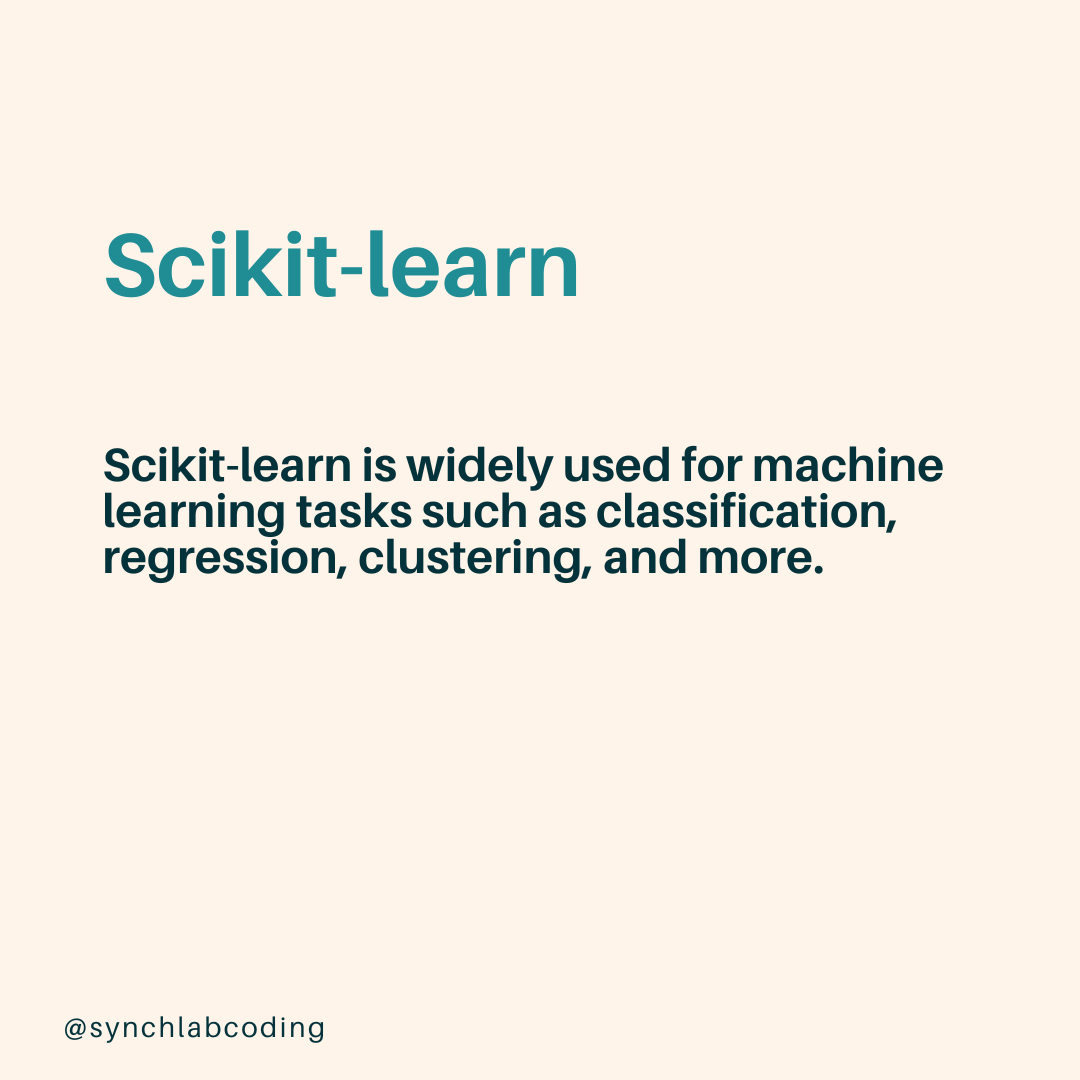 Scikit-learn
Scikit-learn is widely used for machine
learning tasks such as classification,
regression, clustering, and more.
@synchlabcoding